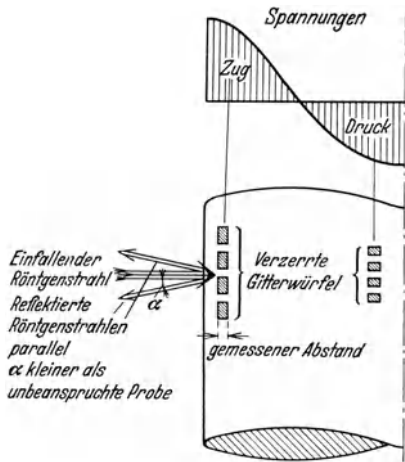 Spannungen
Zug
Druck
Einfallender
Röntgenstrahl
Reflektierte
Röntgenstrahlen
parallel
α kleiner als
unbeanspruchte Probe
α
Verzerrte
Gitterwürfel
gemessener Abstand